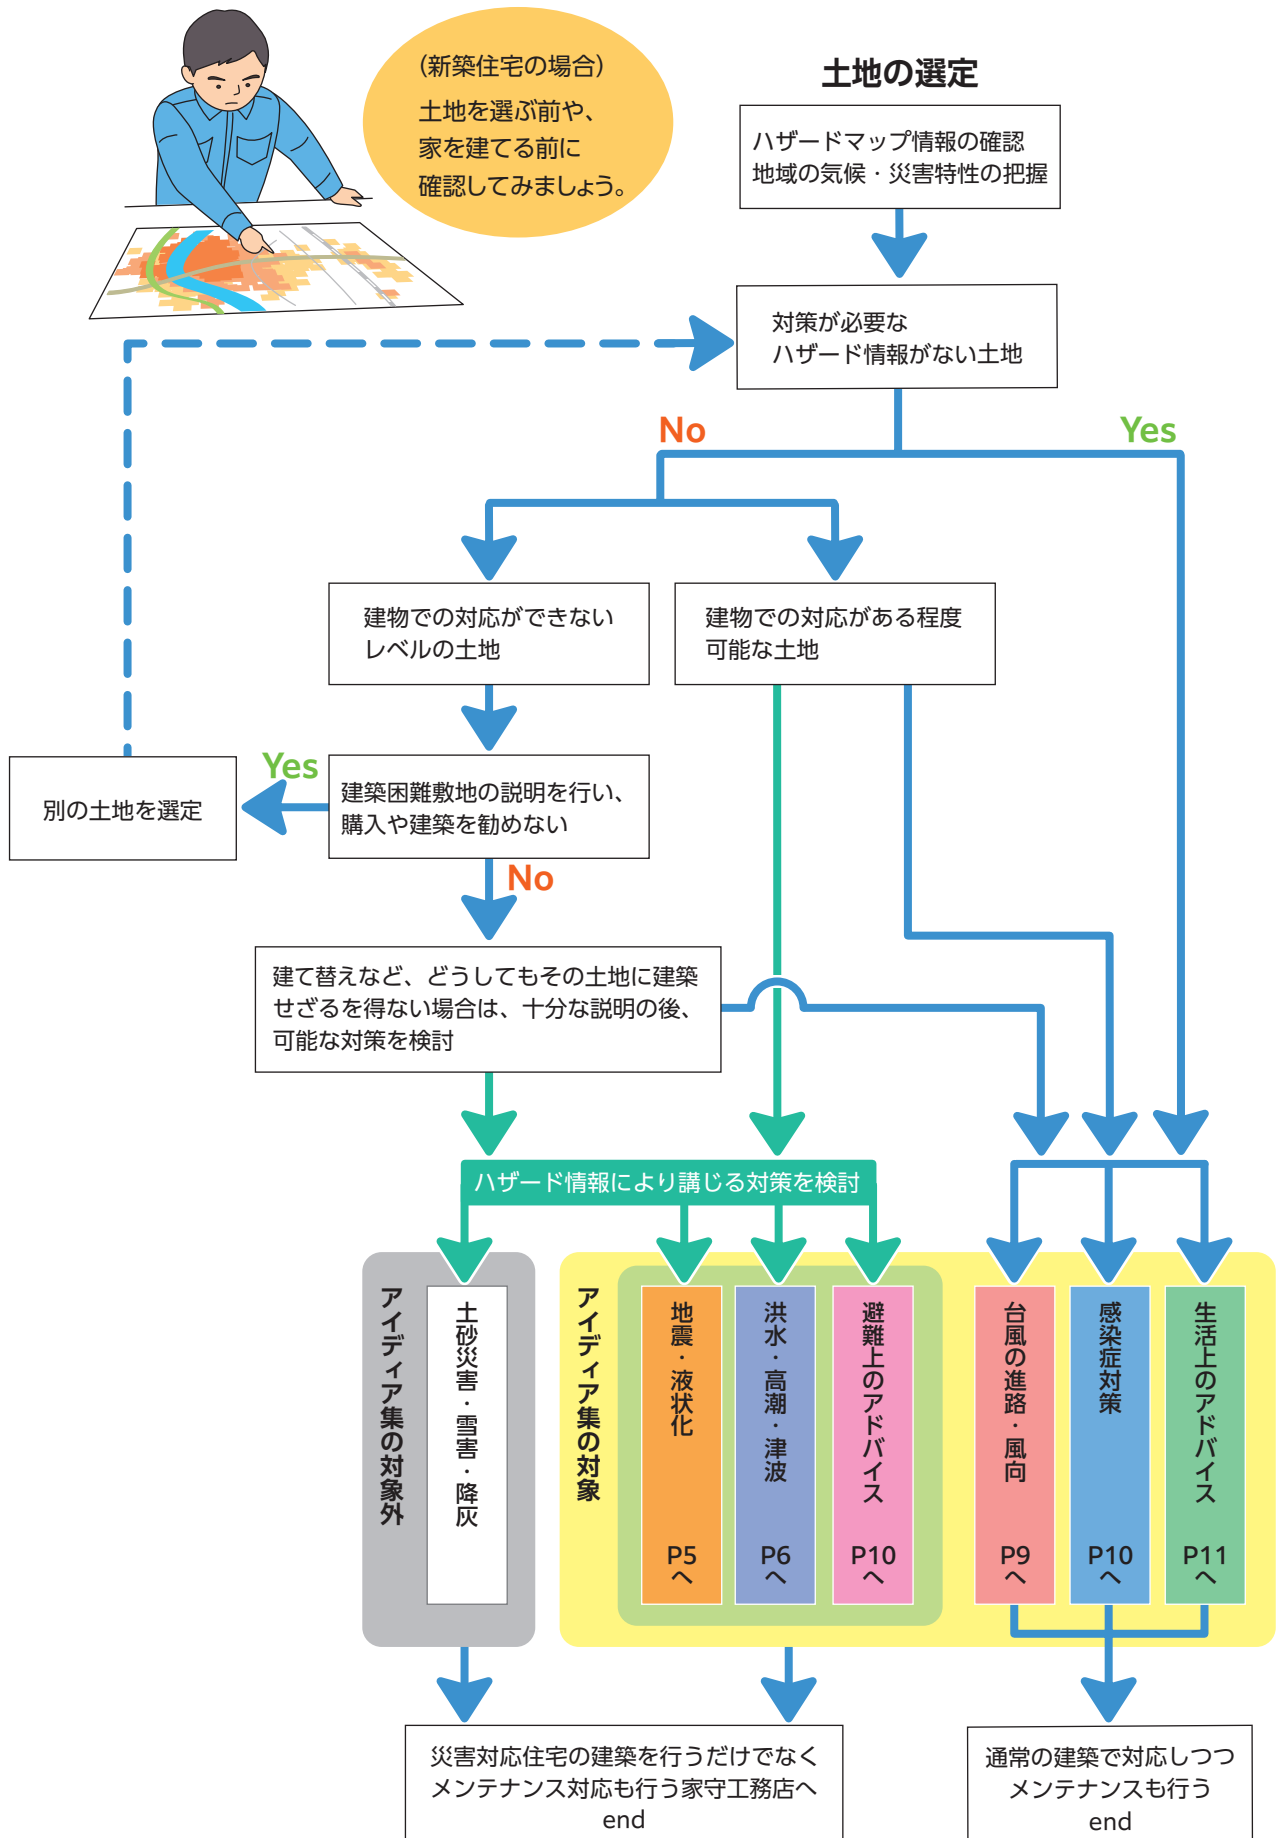 (新築住宅の場合)
土地を選ぶ前や、
家を建てる前に
確認してみましょう。
土地の選定
ハザードマップ情報の確認
地域の気候・災害特性の把握
対策が必要な
ハザード情報がない土地
No
Yes
建物での対応ができない
レベルの土地
建物での対応がある程度
可能な土地
別の土地を選定
Yes
建築困難敷地の説明を行い、
購入や建築を勧めない
No
建て替えなど、どうしてもその土地に建築
せざるを得ない場合は、十分な説明の後、
可能な対策を検討
ハザード情報により講じる対策を検討
アイディア集の対象外
土砂災害・雪害・降灰
アイディア集の対象
地震・液状化
P5
へ
洪水・高潮・津波
P6
へ
避難上のアドバイス
P10
へ
台風の進路・風向
P9
へ
感染症対策
P10
へ
生活上のアドバイス
P11
へ
災害対応住宅の建築を行うだけでなく
メンテナンス対応も行う家守工務店へ
end
通常の建築で対応しつつ
メンテナンスも行う
end